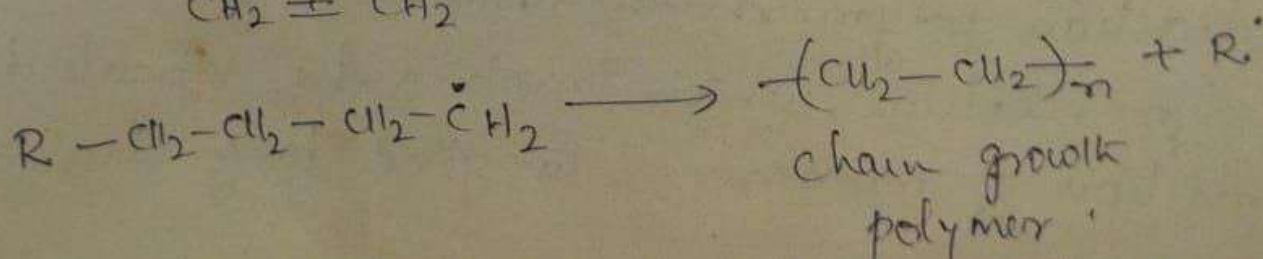 CH₂ = CH₂
R – CH₂–CH₂ – CH₂–ĊH₂ ⟶ –(CH₂–CH₂)–n + R•
chain growth
polymer .